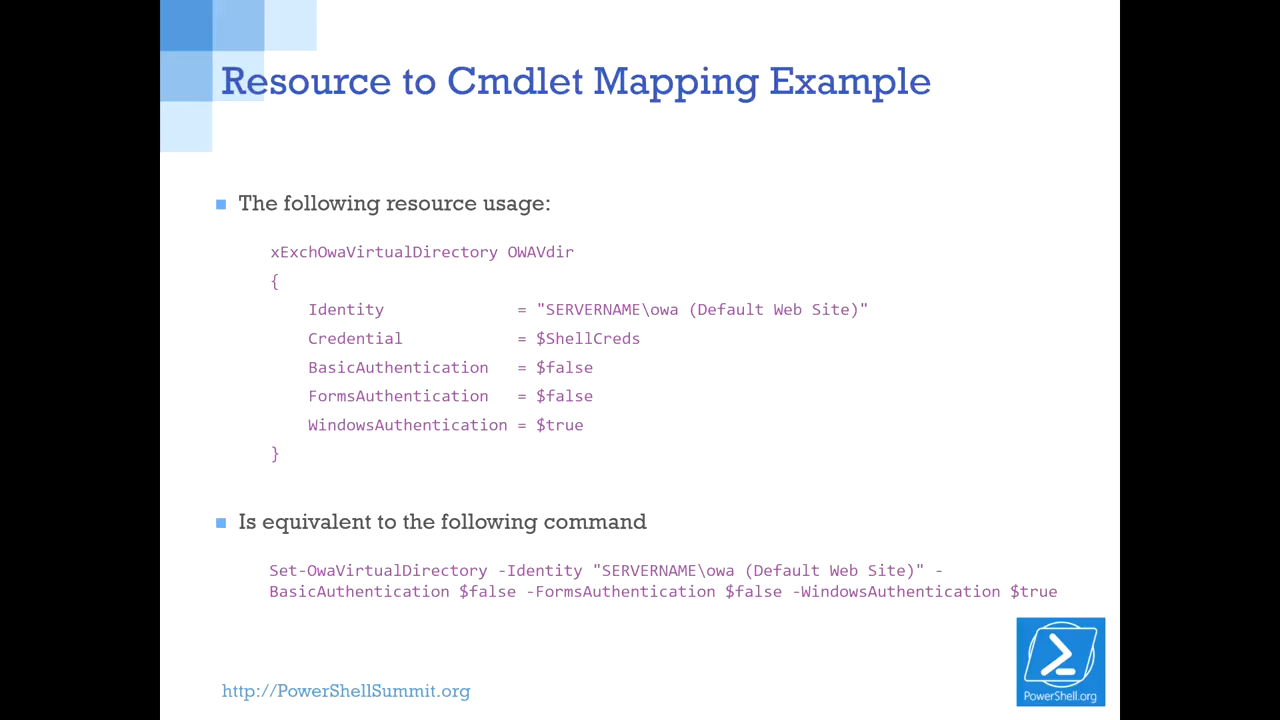 Resource to Cmdlet Mapping Example
The following resource usage:
xExchOwaVirtualDirectory OWAVdir
{
    Identity              = "SERVERNAME\owa (Default Web Site)"
    Credential            = $ShellCreds
    BasicAuthentication   = $false
    FormsAuthentication   = $false
    WindowsAuthentication = $true
}
Is equivalent to the following command
Set-OwaVirtualDirectory -Identity "SERVERNAME\owa (Default Web Site)" -
BasicAuthentication $false -FormsAuthentication $false -WindowsAuthentication $true
http://PowerShellSummit.org
PowerShell.org